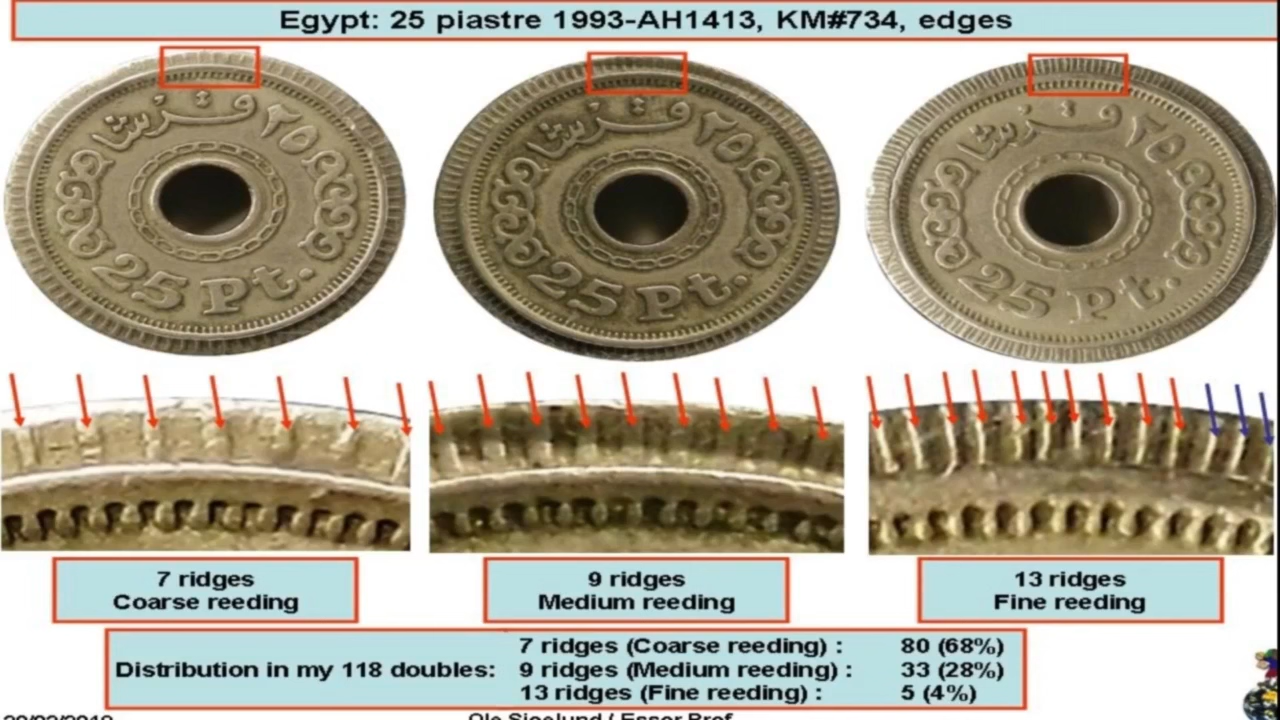 Egypt: 25 piastre 1993-AH1413, KM#734, edges
٢٥ قرشا
25 Pt.
٢٥ قرشا
25 Pt.
٢٥ قرشا
25 Pt.
7 ridges
Coarse reeding
9 ridges
Medium reeding
13 ridges
Fine reeding
Distribution in my 118 doubles:
7 ridges (Coarse reeding) : 80 (68%)
9 ridges (Medium reeding) : 33 (28%)
13 ridges (Fine reeding) : 5 (4%)